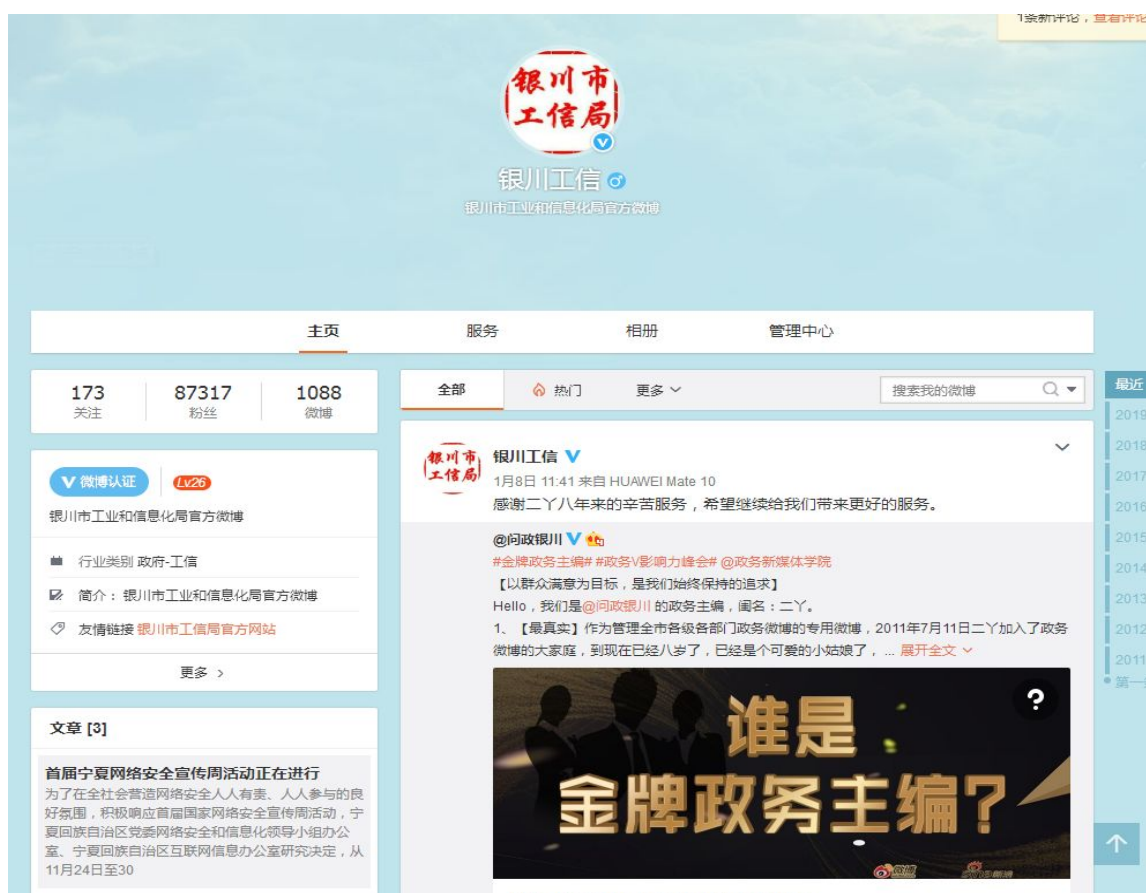 1条新评论，查看评论
银川市
工信局
银川工信
银川市工业和信息化局官方微博
主页
服务
相册
管理中心
173
关注
87317
粉丝
1088
微博
微博认证
Lv26
银川市工业和信息化局官方微博
行业类别 政府-工信
简介：银川市工业和信息化局官方微博
友情链接 银川市工信局官方网站
更多 ›
文章 [3]
首届宁夏网络安全宣传周活动正在进行
为了在全社会营造网络安全人人有责、人人参与的良
好氛围，积极响应首届国家网络安全宣传周活动，宁
夏回族自治区党委网络安全和信息化领导小组办公
室、宁夏回族自治区互联网信息办公室研究决定，从
11月24日至30
全部
热门
更多
搜索我的微博
银川市
工信局
银川工信
1月8日 11:41 来自 HUAWEI Mate 10
感谢二丫八年来的辛苦服务，希望继续给我们带来更好的服务。
@问政银川
#金牌政务主编# #政务V影响力峰会# @政务新媒体学院
【以群众满意为目标，是我们始终保持的追求】
Hello，我们是@问政银川 的政务主编，闺名：二丫。
1、【最真实】作为管理全市各级各部门政务微博的专用微博，2011年7月11日二丫加入了政务
微博的大家庭，到现在已经八岁了，已经是个可爱的小姑娘了，... 展开全文
?
谁是
金牌政务主编?
微博
最近
2019
2018
2017
2016
2015
2014
2013
2012
2011
第一